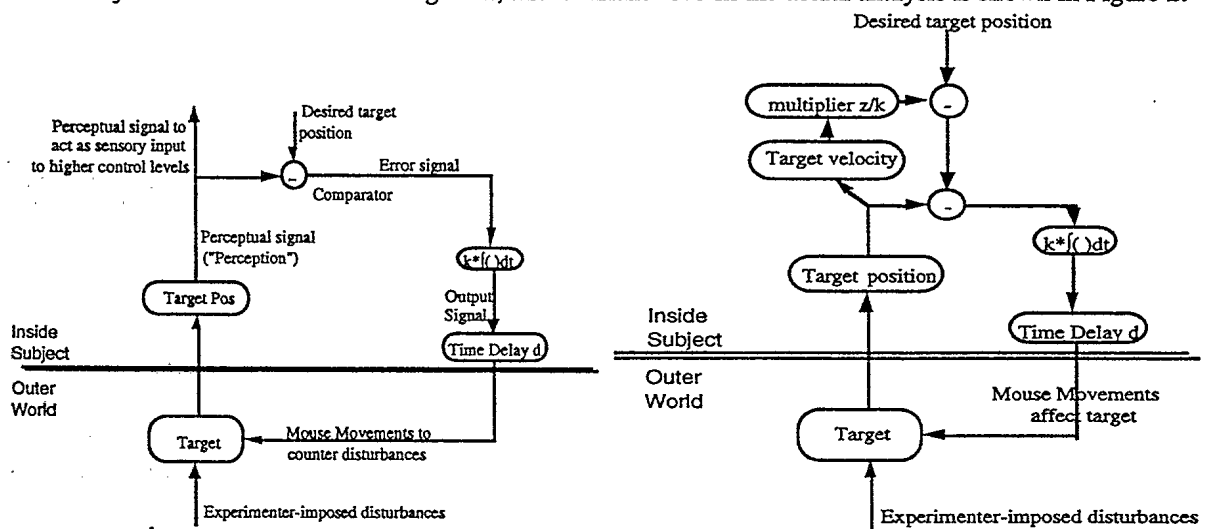 Desired target position
Perceptual signal to
act as sensory input
to higher control levels
Desired target
position
-
Error signal
Comparator
Perceptual signal
("Perception")
k*∫( )dt
Target Pos
Output
Signal
Time Delay d
Inside
Subject
Outer
World
Target
Mouse Movements to
counter disturbances
Experimenter-imposed disturbances
multiplier z/k
-
Target velocity
-
k*∫( )dt
Target position
Time Delay d
Inside
Subject
Outer
World
Mouse Movements
affect target
Target
Experimenter-imposed disturbances